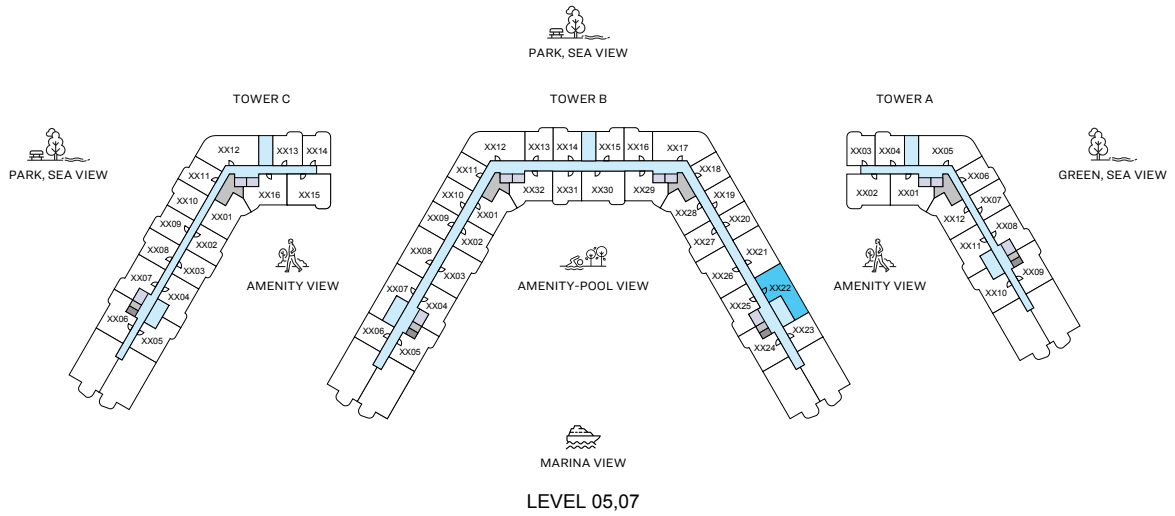 PARK, SEA VIEW
TOWER C
TOWER B
TOWER A
PARK, SEA VIEW
GREEN, SEA VIEW
XX12
XX13
XX14
XX11
XX10
XX09
XX08
XX07
XX06
XX01
XX02
XX03
XX04
XX05
XX16
XX15
XX12
XX13
XX14
XX15
XX16
XX17
XX11
XX10
XX09
XX08
XX07
XX06
XX01
XX02
XX03
XX04
XX05
XX32
XX31
XX30
XX29
XX28
XX27
XX26
XX25
XX24
XX18
XX19
XX20
XX21
XX22
XX23
XX03
XX04
XX05
XX02
XX01
XX06
XX07
XX08
XX09
XX12
XX11
XX10
AMENITY VIEW
AMENITY-POOL VIEW
AMENITY VIEW
MARINA VIEW
LEVEL 05,07